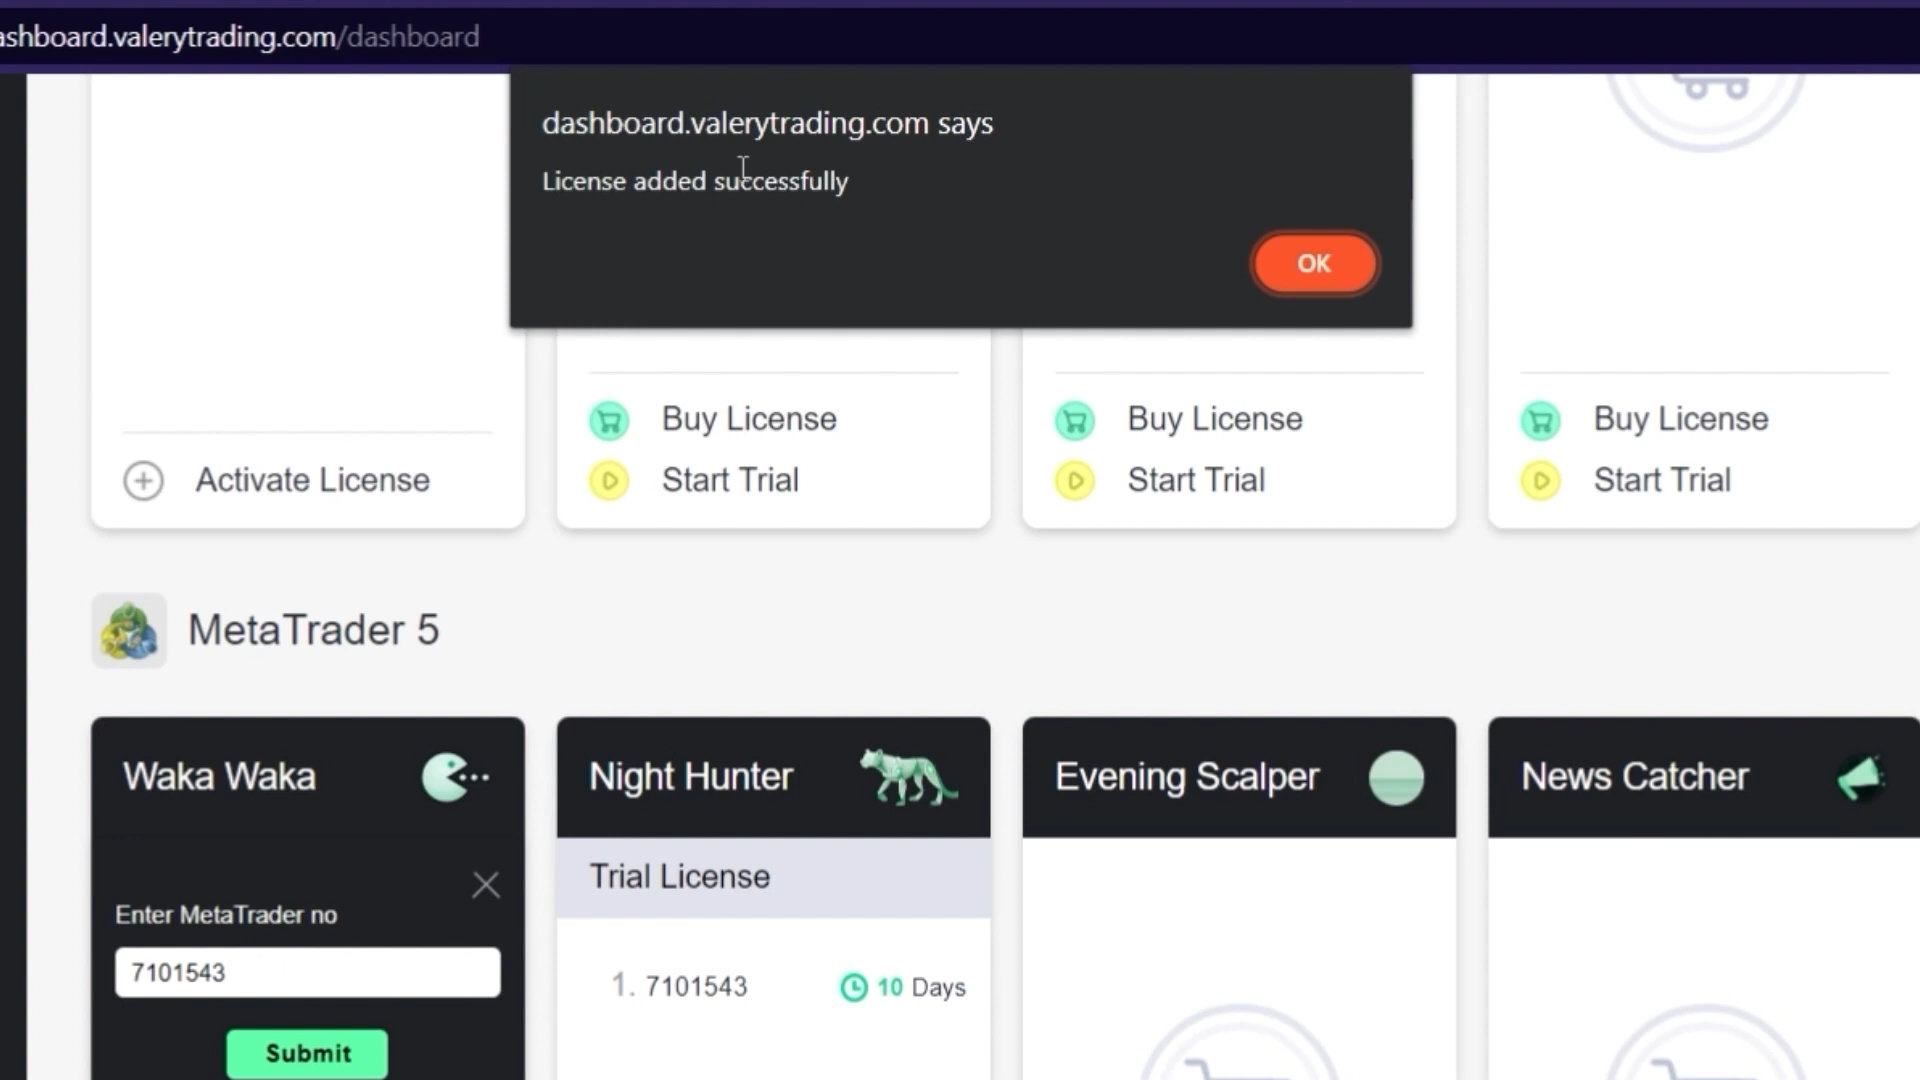 ashboard.valerytrading.com/dashboard
dashboard.valerytrading.com says
License added successfully
OK
Buy License
Buy License
Buy License
Activate License
Start Trial
Start Trial
Start Trial
MetaTrader 5
Waka Waka
Night Hunter
Evening Scalper
News Catcher
Trial License
Enter MetaTrader no
7101543
1. 7101543
10 Days
Submit